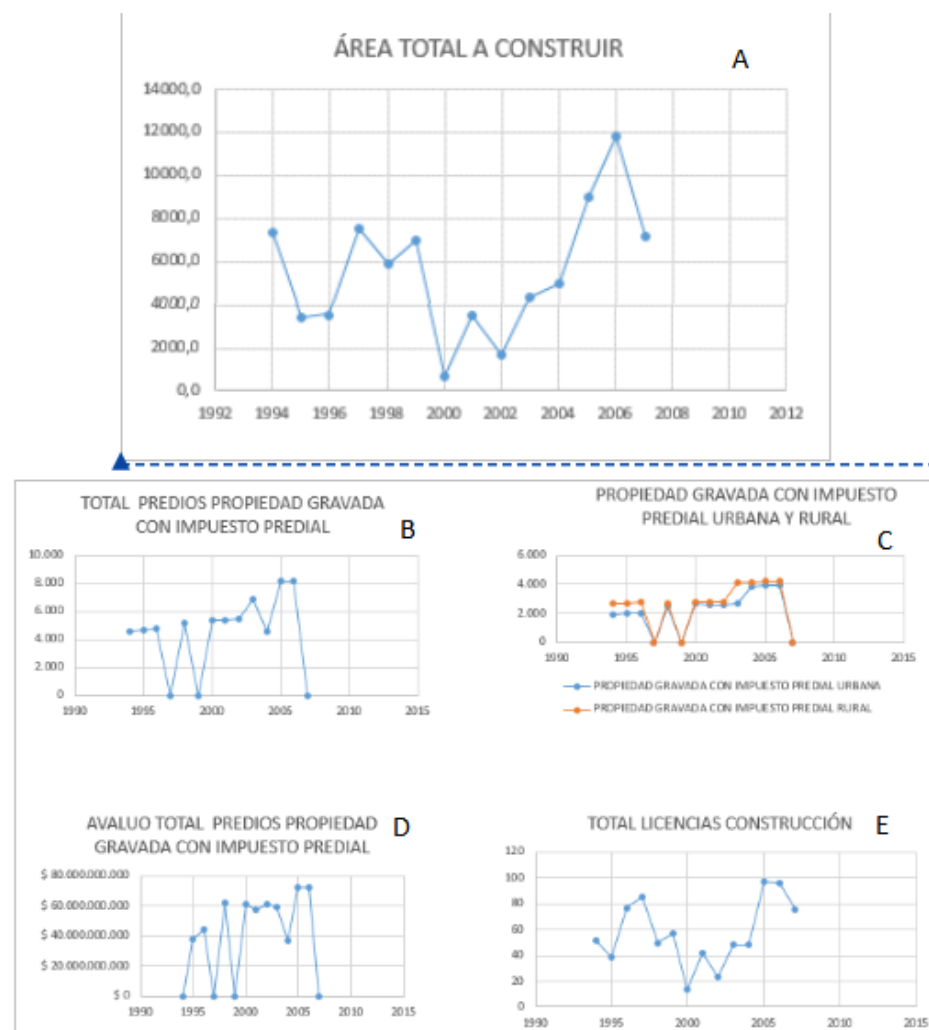 ÁREA TOTAL A CONSTRUIR
A
14000,0
12000,0
10000,0
8000,0
6000,0
4000,0
2000,0
0,0
1992 1994 1996 1998 2000 2002 2004 2006 2008 2010 2012
TOTAL PREDIOS PROPIEDAD GRAVADA
CON IMPUESTO PREDIAL
B
10.000
8.000
6.000
4.000
2.000
0
1990 1995 2000 2005 2010 2015
PROPIEDAD GRAVADA CON IMPUESTO
PREDIAL URBANA Y RURAL
C
6.000
4.000
2.000
0
1990 1995 2000 2005 2010 2015
PROPIEDAD GRAVADA CON IMPUESTO PREDIAL URBANA
PROPIEDAD GRAVADA CON IMPUESTO PREDIAL RURAL
AVALUO TOTAL PREDIOS PROPIEDAD
GRAVADA CON IMPUESTO PREDIAL
D
$ 80.000.000.000
$ 60.000.000.000
$ 40.000.000.000
$ 20.000.000.000
$ 0
1990 1995 2000 2005 2010 2015
TOTAL LICENCIAS CONSTRUCCIÓN
E
120
100
80
60
40
20
0
1990 1995 2000 2005 2010 2015